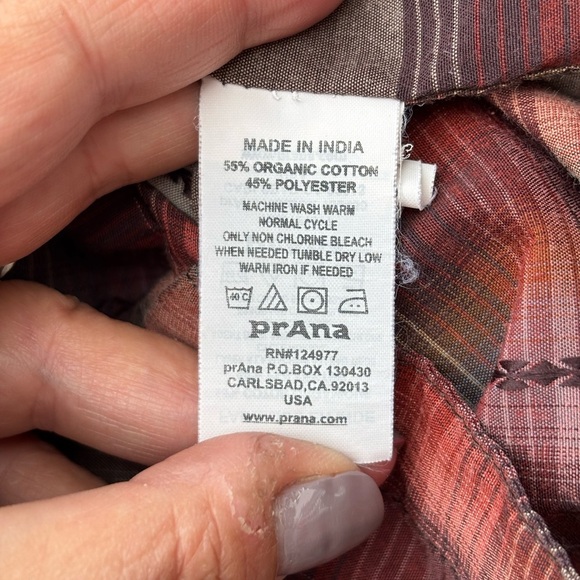 MADE IN INDIA
55% ORGANIC COTTON
45% POLYESTER
MACHINE WASH WARM
NORMAL CYCLE
ONLY NON CHLORINE BLEACH
WHEN NEEDED TUMBLE DRY LOW
WARM IRON IF NEEDED
40°C
prAna
RN#124977
prAna P.O.BOX 130430
CARLSBAD,CA.92013
USA
www.prana.com